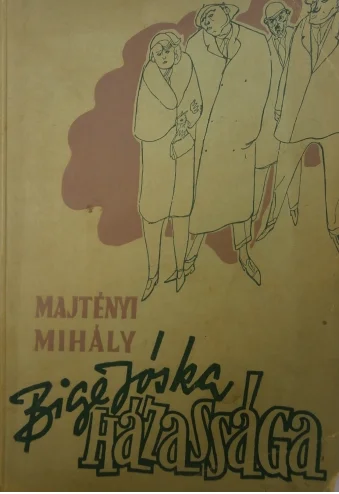 MAJTÉNYI
MIHÁLY
Bige Jóska
HÁZASSÁGA